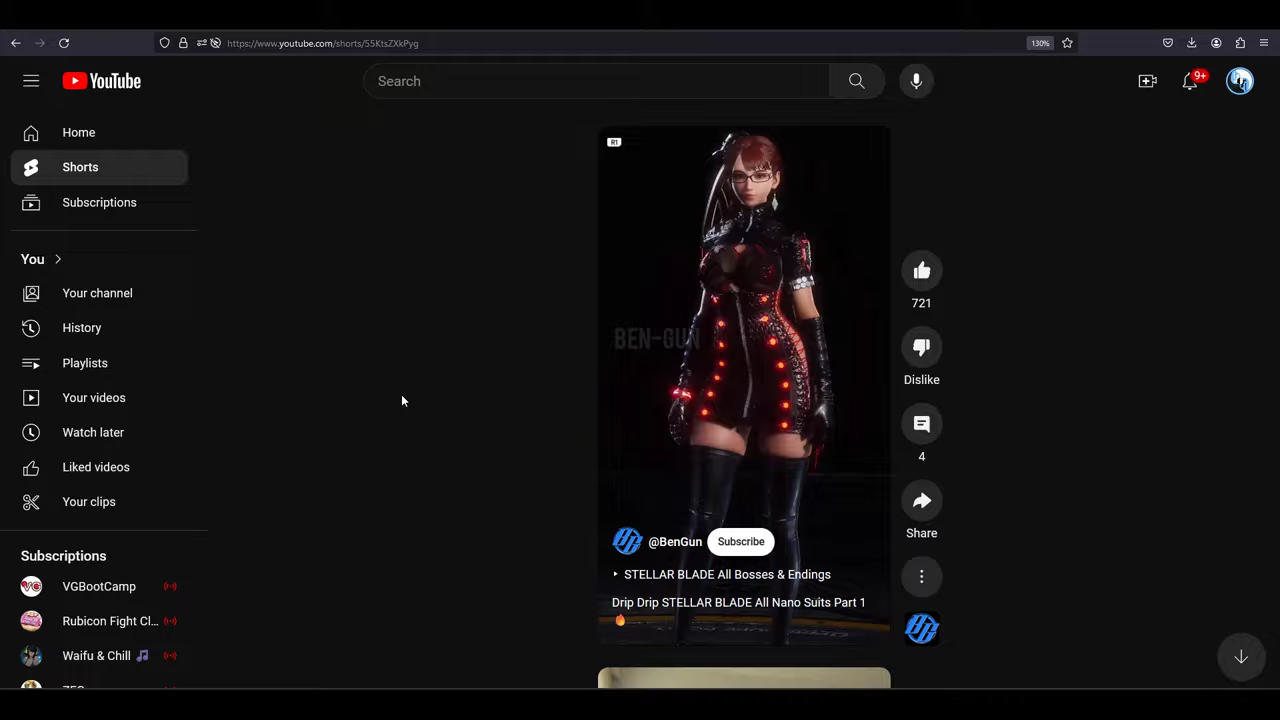 https://www.youtube.com/shorts/55KtsZXkPyg
130%
YouTube
Search
9+
Home
Shorts
Subscriptions
You
Your channel
History
Playlists
Your videos
Watch later
Liked videos
Your clips
Subscriptions
VGBootCamp
Rubicon Fight Cl...
Waifu & Chill 🎵
R1
BEN-GUN
@BenGun
Subscribe
STELLAR BLADE All Bosses & Endings
Drip Drip STELLAR BLADE All Nano Suits Part 1
🔥
721
Dislike
4
Share